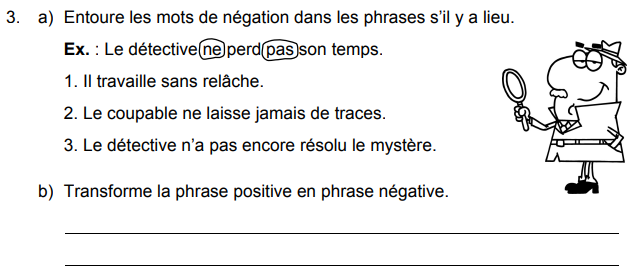 3. a) Entoure les mots de négation dans les phrases s’il y a lieu.
Ex. : Le détective ne perd pas son temps.
1. Il travaille sans relâche.
2. Le coupable ne laisse jamais de traces.
3. Le détective n’a pas encore résolu le mystère.
b) Transforme la phrase positive en phrase négative.